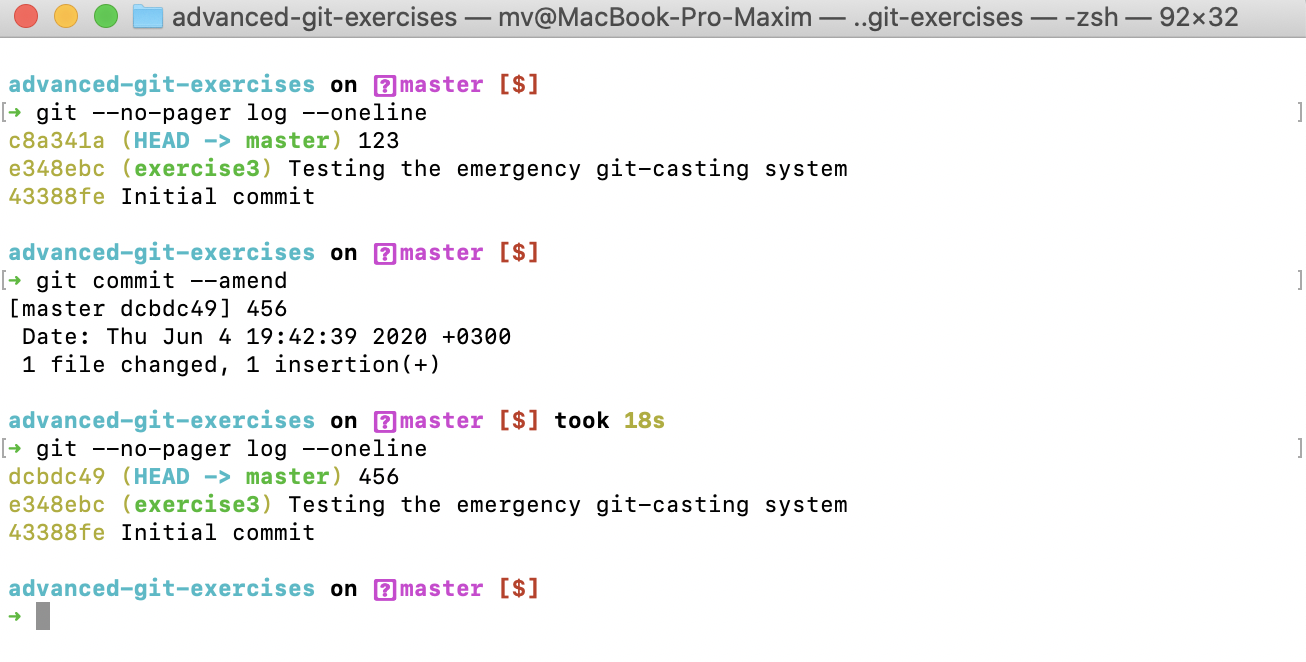 advanced-git-exercises — mv@MacBook-Pro-Maxim — ..git-exercises — -zsh — 92×32
advanced-git-exercises on ?master [$]
[➜ git --no-pager log --oneline ]
c8a341a (HEAD -> master) 123
e348ebc (exercise3) Testing the emergency git-casting system
43388fe Initial commit
advanced-git-exercises on ?master [$]
[➜ git commit --amend ]
[master dcbdc49] 456
Date: Thu Jun 4 19:42:39 2020 +0300
1 file changed, 1 insertion(+)
advanced-git-exercises on ?master [$] took 18s
[➜ git --no-pager log --oneline ]
dcbdc49 (HEAD -> master) 456
e348ebc (exercise3) Testing the emergency git-casting system
43388fe Initial commit
advanced-git-exercises on ?master [$]
➜